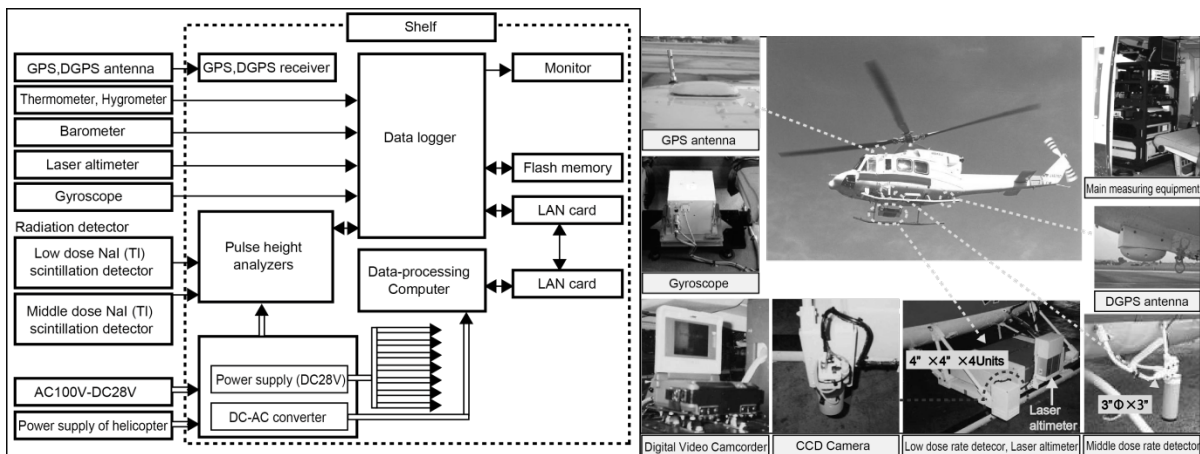 Shelf
GPS,DGPS antenna
GPS,DGPS receiver
Monitor
Thermometer, Hygrometer
Barometer
Data logger
Laser altimeter
Flash memory
Gyroscope
LAN card
Radiation detector
Low dose NaI (TI)
scintillation detector
Pulse height
analyzers
Data-processing
Computer
LAN card
Middle dose NaI (TI)
scintillation detector
Power supply (DC28V)
AC100V-DC28V
DC-AC converter
Power supply of helicopter
GPS antenna
Main measuring equipment
Gyroscope
DGPS antenna
4" ×4" ×4Units
Laser
altimeter
3"Φ×3"
Digital Video Camcorder
CCD Camera
Low dose rate detecor, Laser altimeter
Middle dose rate detector